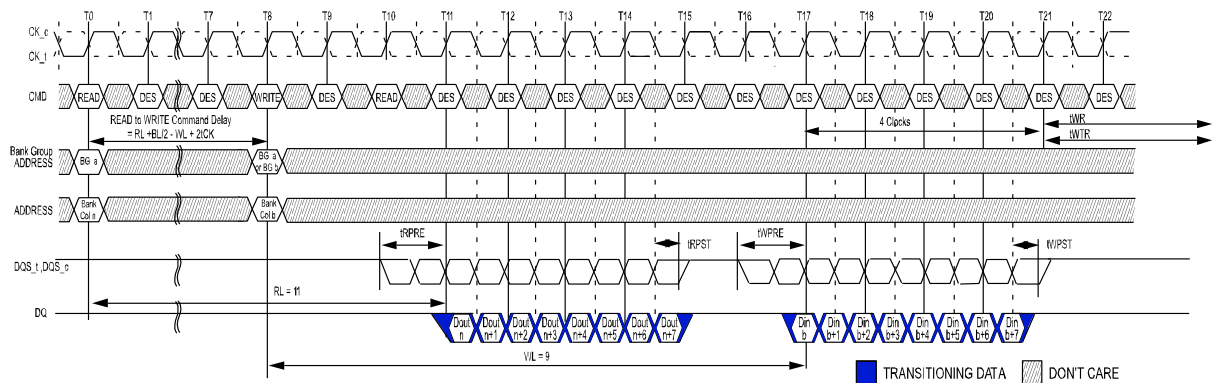 T0 T1 T7 T8 T9 T10 T11 T12 T13 T14 T15 T16 T17 T18 T19 T20 T21 T22
CK_c
CK_t
CMD READ DES DES WRITE DES READ DES DES DES DES DES DES DES DES DES DES DES DES
READ to WRITE Command Delay
= RL +BL/2 - WL + 2tCK
4 Clocks
tWR
tWTR
Bank Group
ADDRESS
BG a
BG a
or BG b
ADDRESS
Bank
Col n
Bank
Col b
tRPRE tRPST tWPRE tWPST
DQS_t ,DQS_c
RL = 11
DQ
Dout
n
Dout
n+1
Dout
n+2
Dout
n+3
Dout
n+4
Dout
n+5
Dout
n+6
Dout
n+7
Din
b
Din
b+1
Din
b+2
Din
b+3
Din
b+4
Din
b+5
Din
b+6
Din
b+7
WL = 9
TRANSITIONING DATA
DON'T CARE